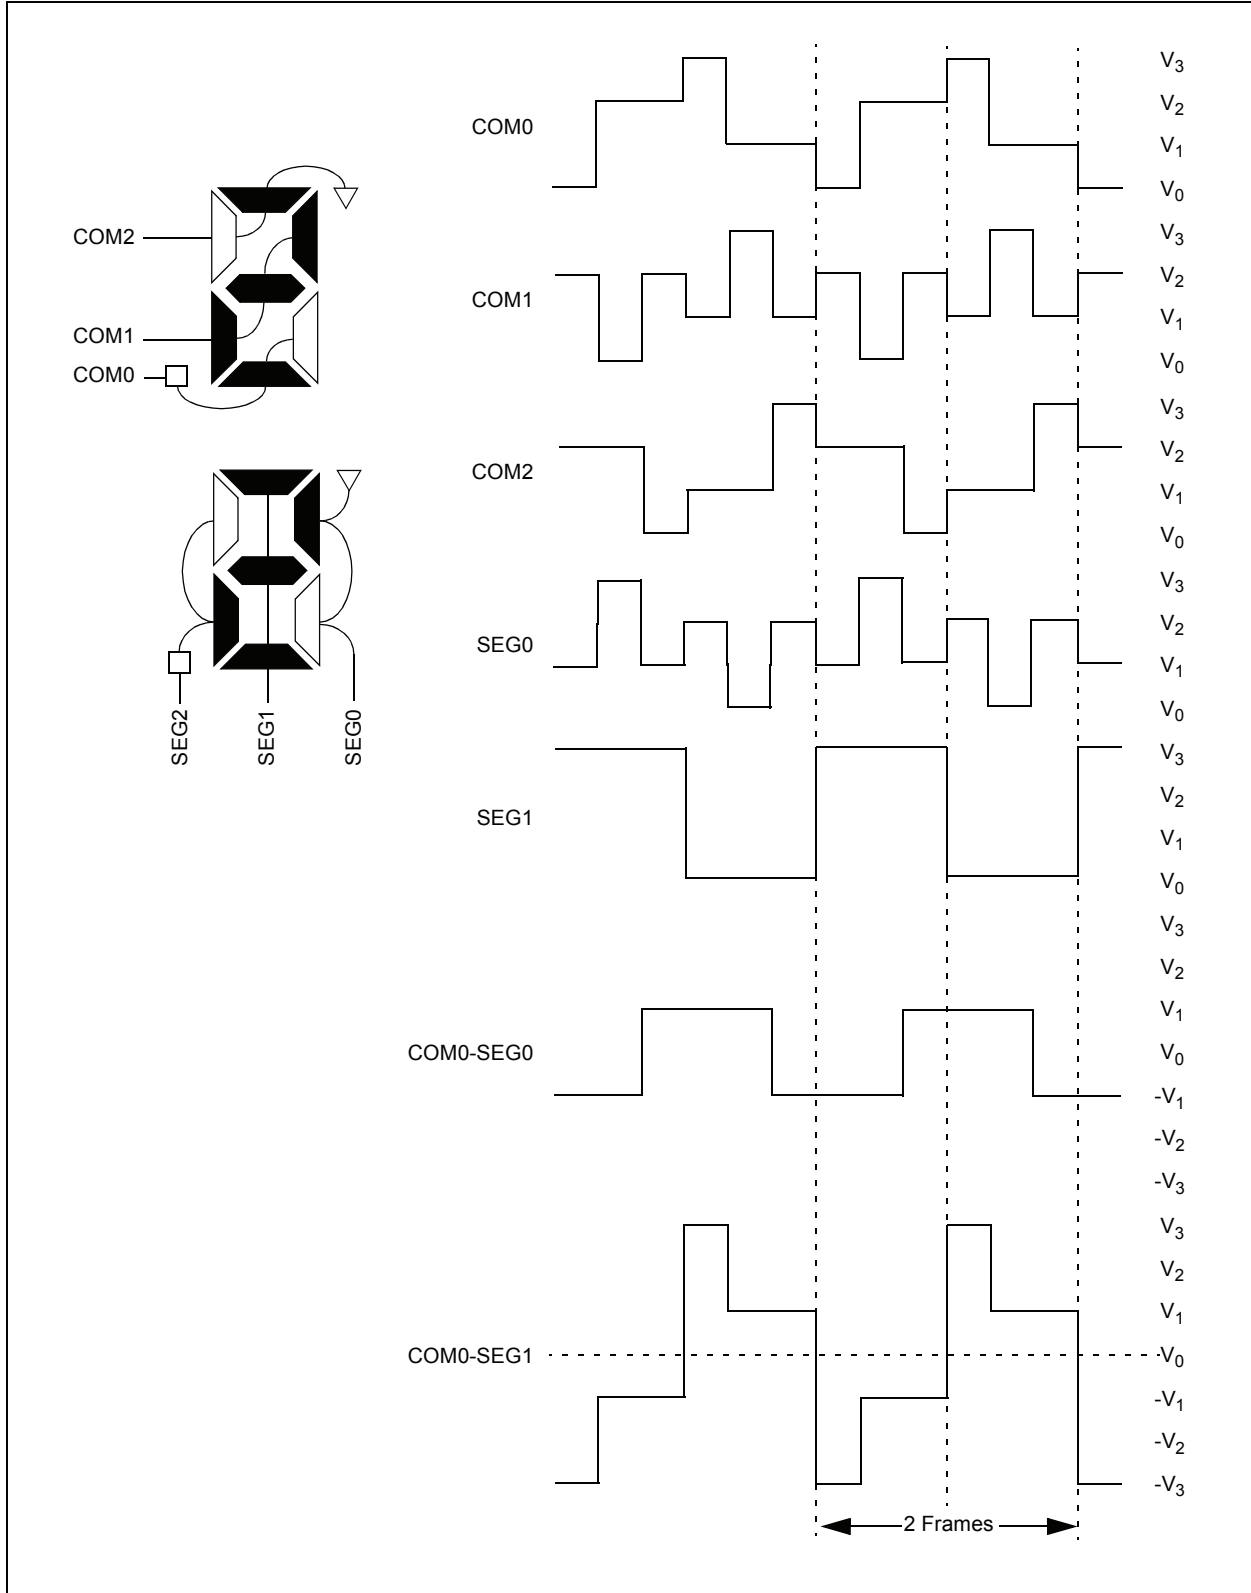 COM2
COM1
COM0
SEG2
SEG1
SEG0
COM0
V3
V2
V1
V0
COM1
V3
V2
V1
V0
COM2
V3
V2
V1
V0
SEG0
V3
V2
V1
V0
SEG1
V3
V2
V1
V0
COM0-SEG0
V3
V2
V1
V0
-V1
-V2
-V3
COM0-SEG1
V3
V2
V1
V0
-V1
-V2
-V3
2 Frames